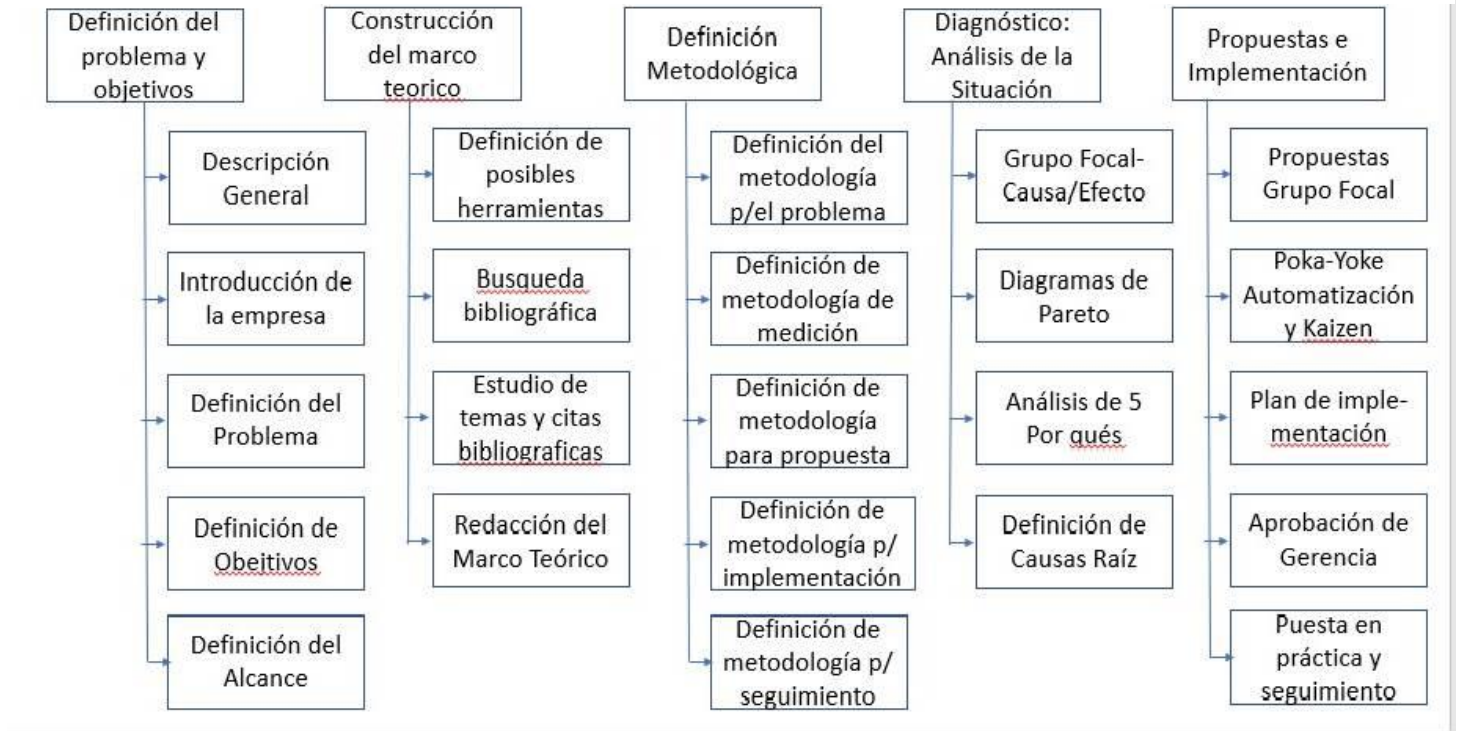 Definición del
problema y
objetivos
Descripción
General
Introducción de
la empresa
Definición del
Problema
Definición de
Obejtivos
Definición del
Alcance
Construcción
del marco
teorico
Definición de
posibles
herramientas
Busqueda
bibliográfica
Estudio de
temas y citas
bibliograficas
Redacción del
Marco Teórico
Definición
Metodológica
Definición del
metodología
p/el problema
Definición de
metodología de
medición
Definición de
metodología
para propuesta
Definición de
metodología p/
implementación
Definición de
metodología p/
seguimiento
Diagnóstico:
Análisis de la
Situación
Grupo Focal-
Causa/Efecto
Diagramas de
Pareto
Análisis de 5
Por qués
Definición de
Causas Raíz
Propuestas e
Implementación
Propuestas
Grupo Focal
Poka-Yoke
Automatización
y Kaizen
Plan de imple-
mentación
Aprobación de
Gerencia
Puesta en
práctica y
seguimiento